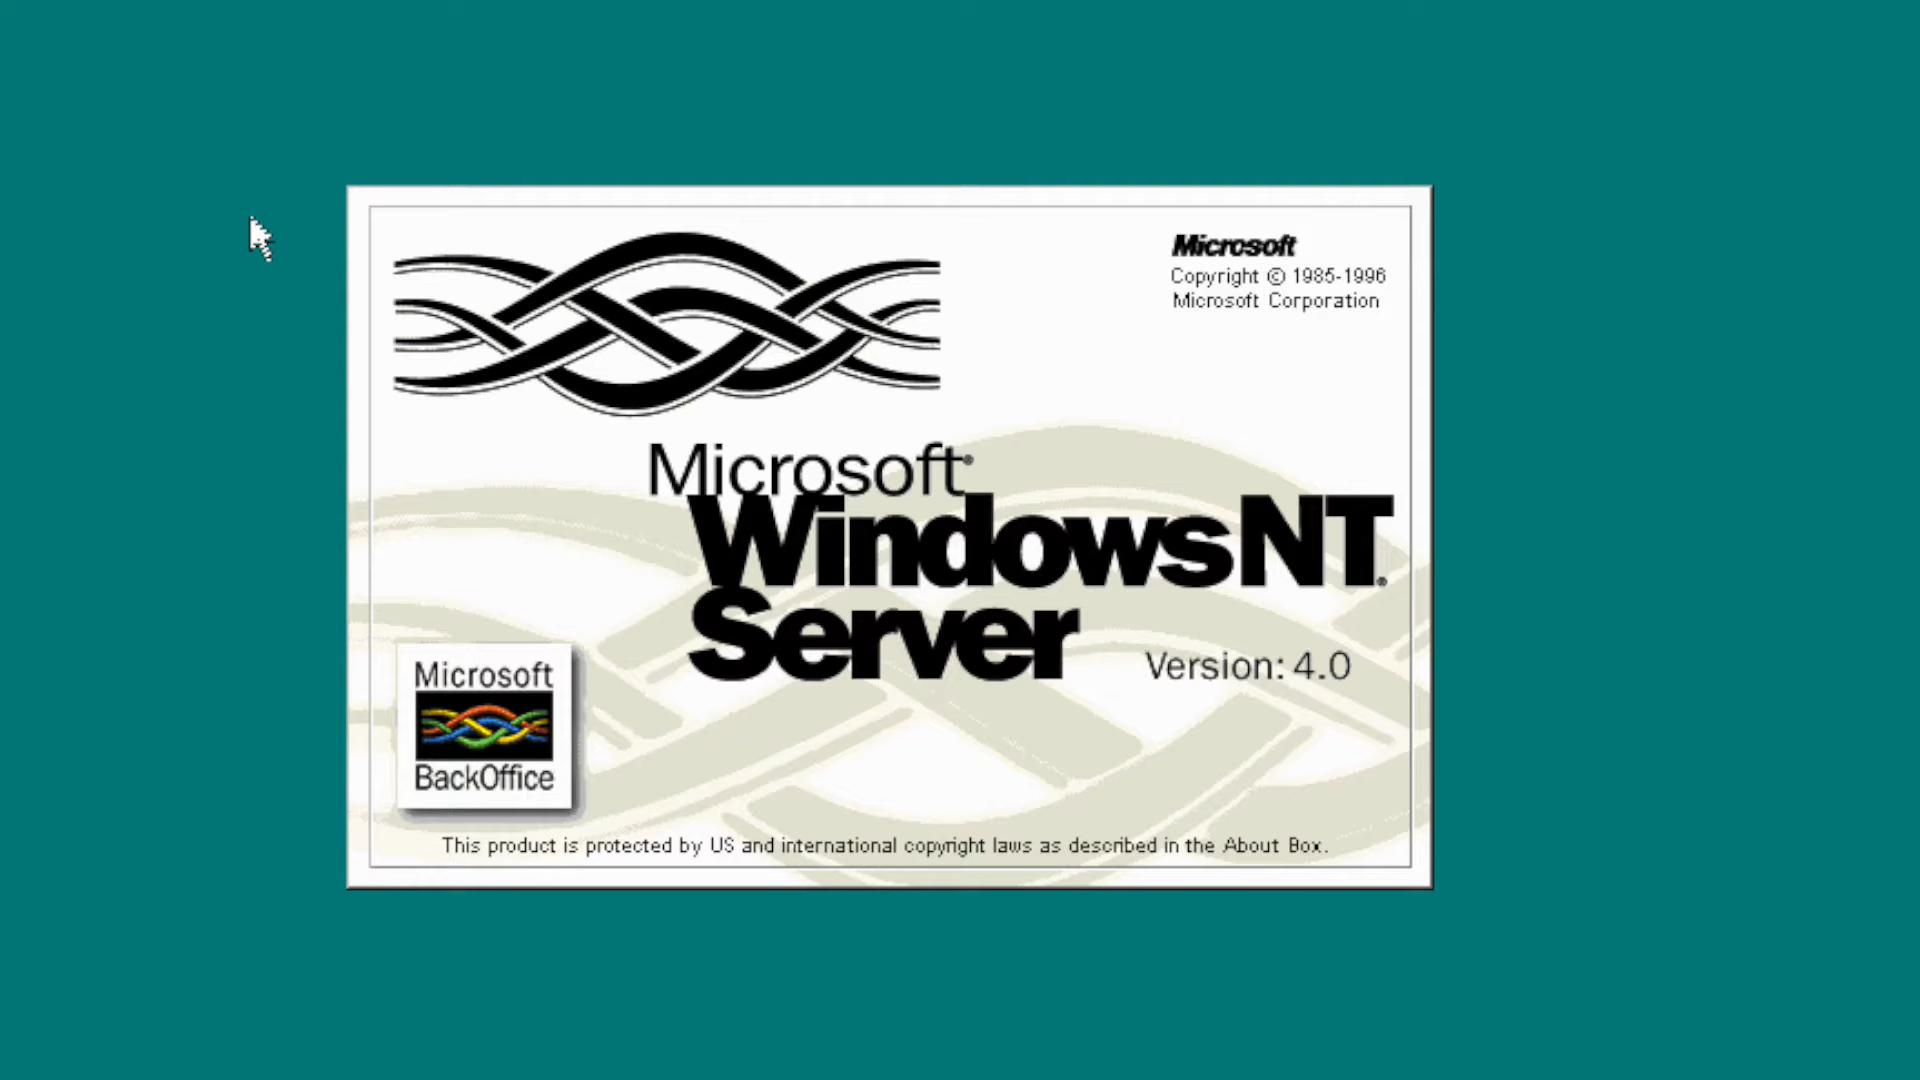 Microsoft
Copyright © 1985-1996
Microsoft Corporation
Microsoft®
Windows NT®
Server
Version: 4.0
Microsoft
BackOffice
This product is protected by US and international copyright laws as described in the About Box.